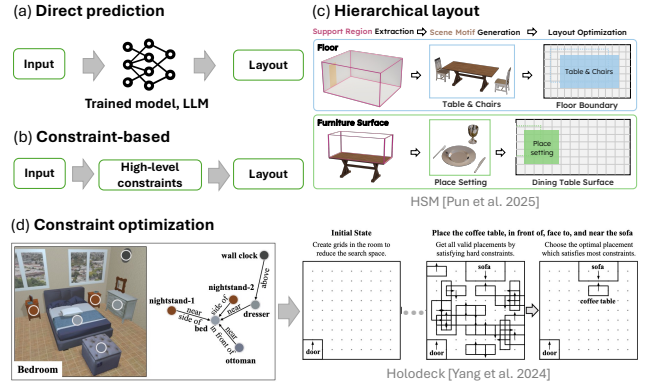 (a) Direct prediction
Input
Layout
Trained model, LLM
(b) Constraint-based
Input
High-level
constraints
Layout
(c) Hierarchical layout
Support Region Extraction
Scene Motif Generation
Layout Optimization
Floor
Table & Chairs
Table & Chairs
Floor Boundary
Furniture Surface
Place Setting
Place
setting
Dining Table Surface
HSM [Pun et al. 2025]
(d) Constraint optimization
Bedroom
wall clock
above
nightstand-1
nightstand-2
side of
near
near
side of
dresser
bed
near
in front of
ottoman
Initial State
Create grids in the room to
reduce the search space.
door
Place the coffee table, in front of, face to, and near the sofa
Get all valid placements by
satisfying hard constraints.
sofa
door
Choose the optimal placement
which satisfies most constraints.
sofa
coffee table
door
Holodeck [Yang et al. 2024]